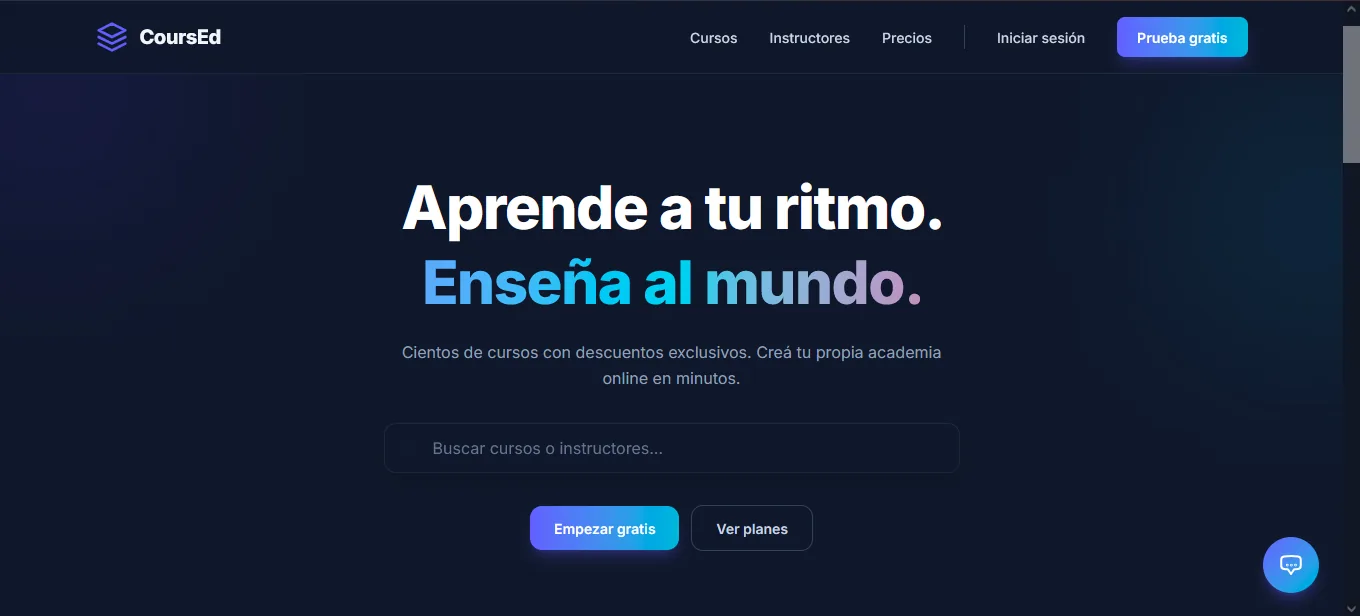 CoursEd
Cursos
Instructores
Precios
Iniciar sesión
Prueba gratis
Aprende a tu ritmo.
Enseña al mundo.
Cientos de cursos con descuentos exclusivos. Creá tu propia academia
online en minutos.
Buscar cursos o instructores...
Empezar gratis
Ver planes